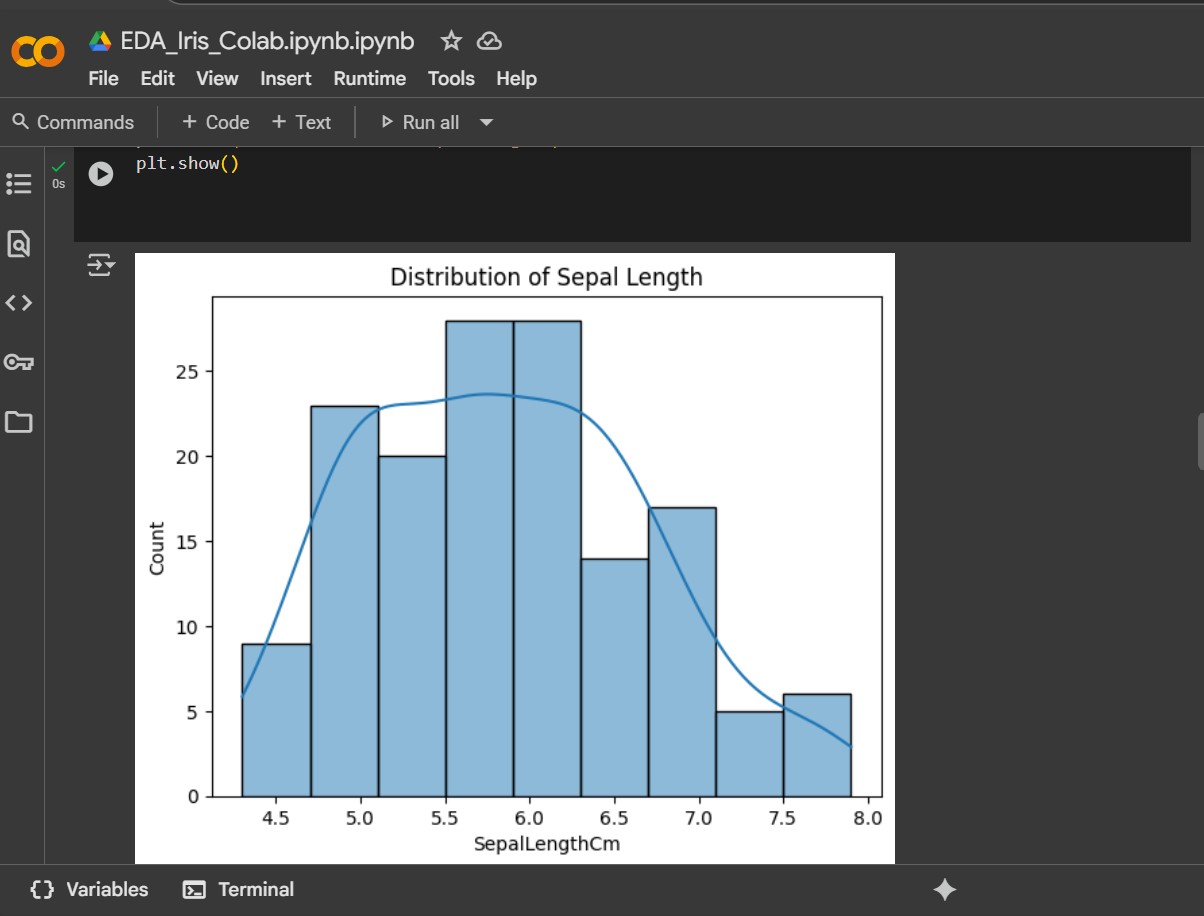 EDA_Iris_Colab.ipynb.ipynb
File Edit View Insert Runtime Tools Help
Commands + Code + Text Run all
0s
plt.show()
Distribution of Sepal Length
25
20
15
10
5
0
Count
4.5 5.0 5.5 6.0 6.5 7.0 7.5 8.0
SepalLengthCm
{} Variables Terminal